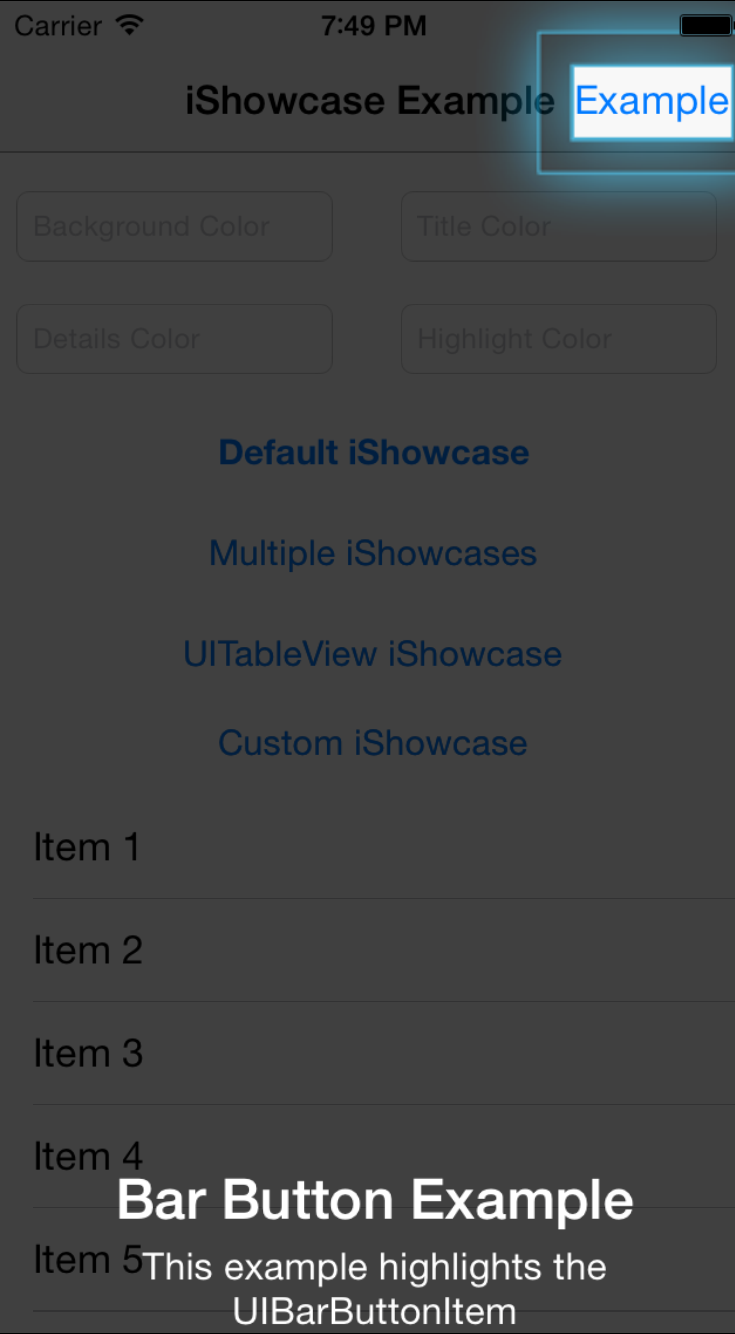 Carrier 7:49 PM
iShowcase Example Example
Background Color Title Color
Details Color Highlight Color
Default iShowcase
Multiple iShowcases
UITableView iShowcase
Custom iShowcase
Item 1
Item 2
Item 3
Item 4
Bar Button Example
Item 5
This example highlights the
UIBarButtonItem